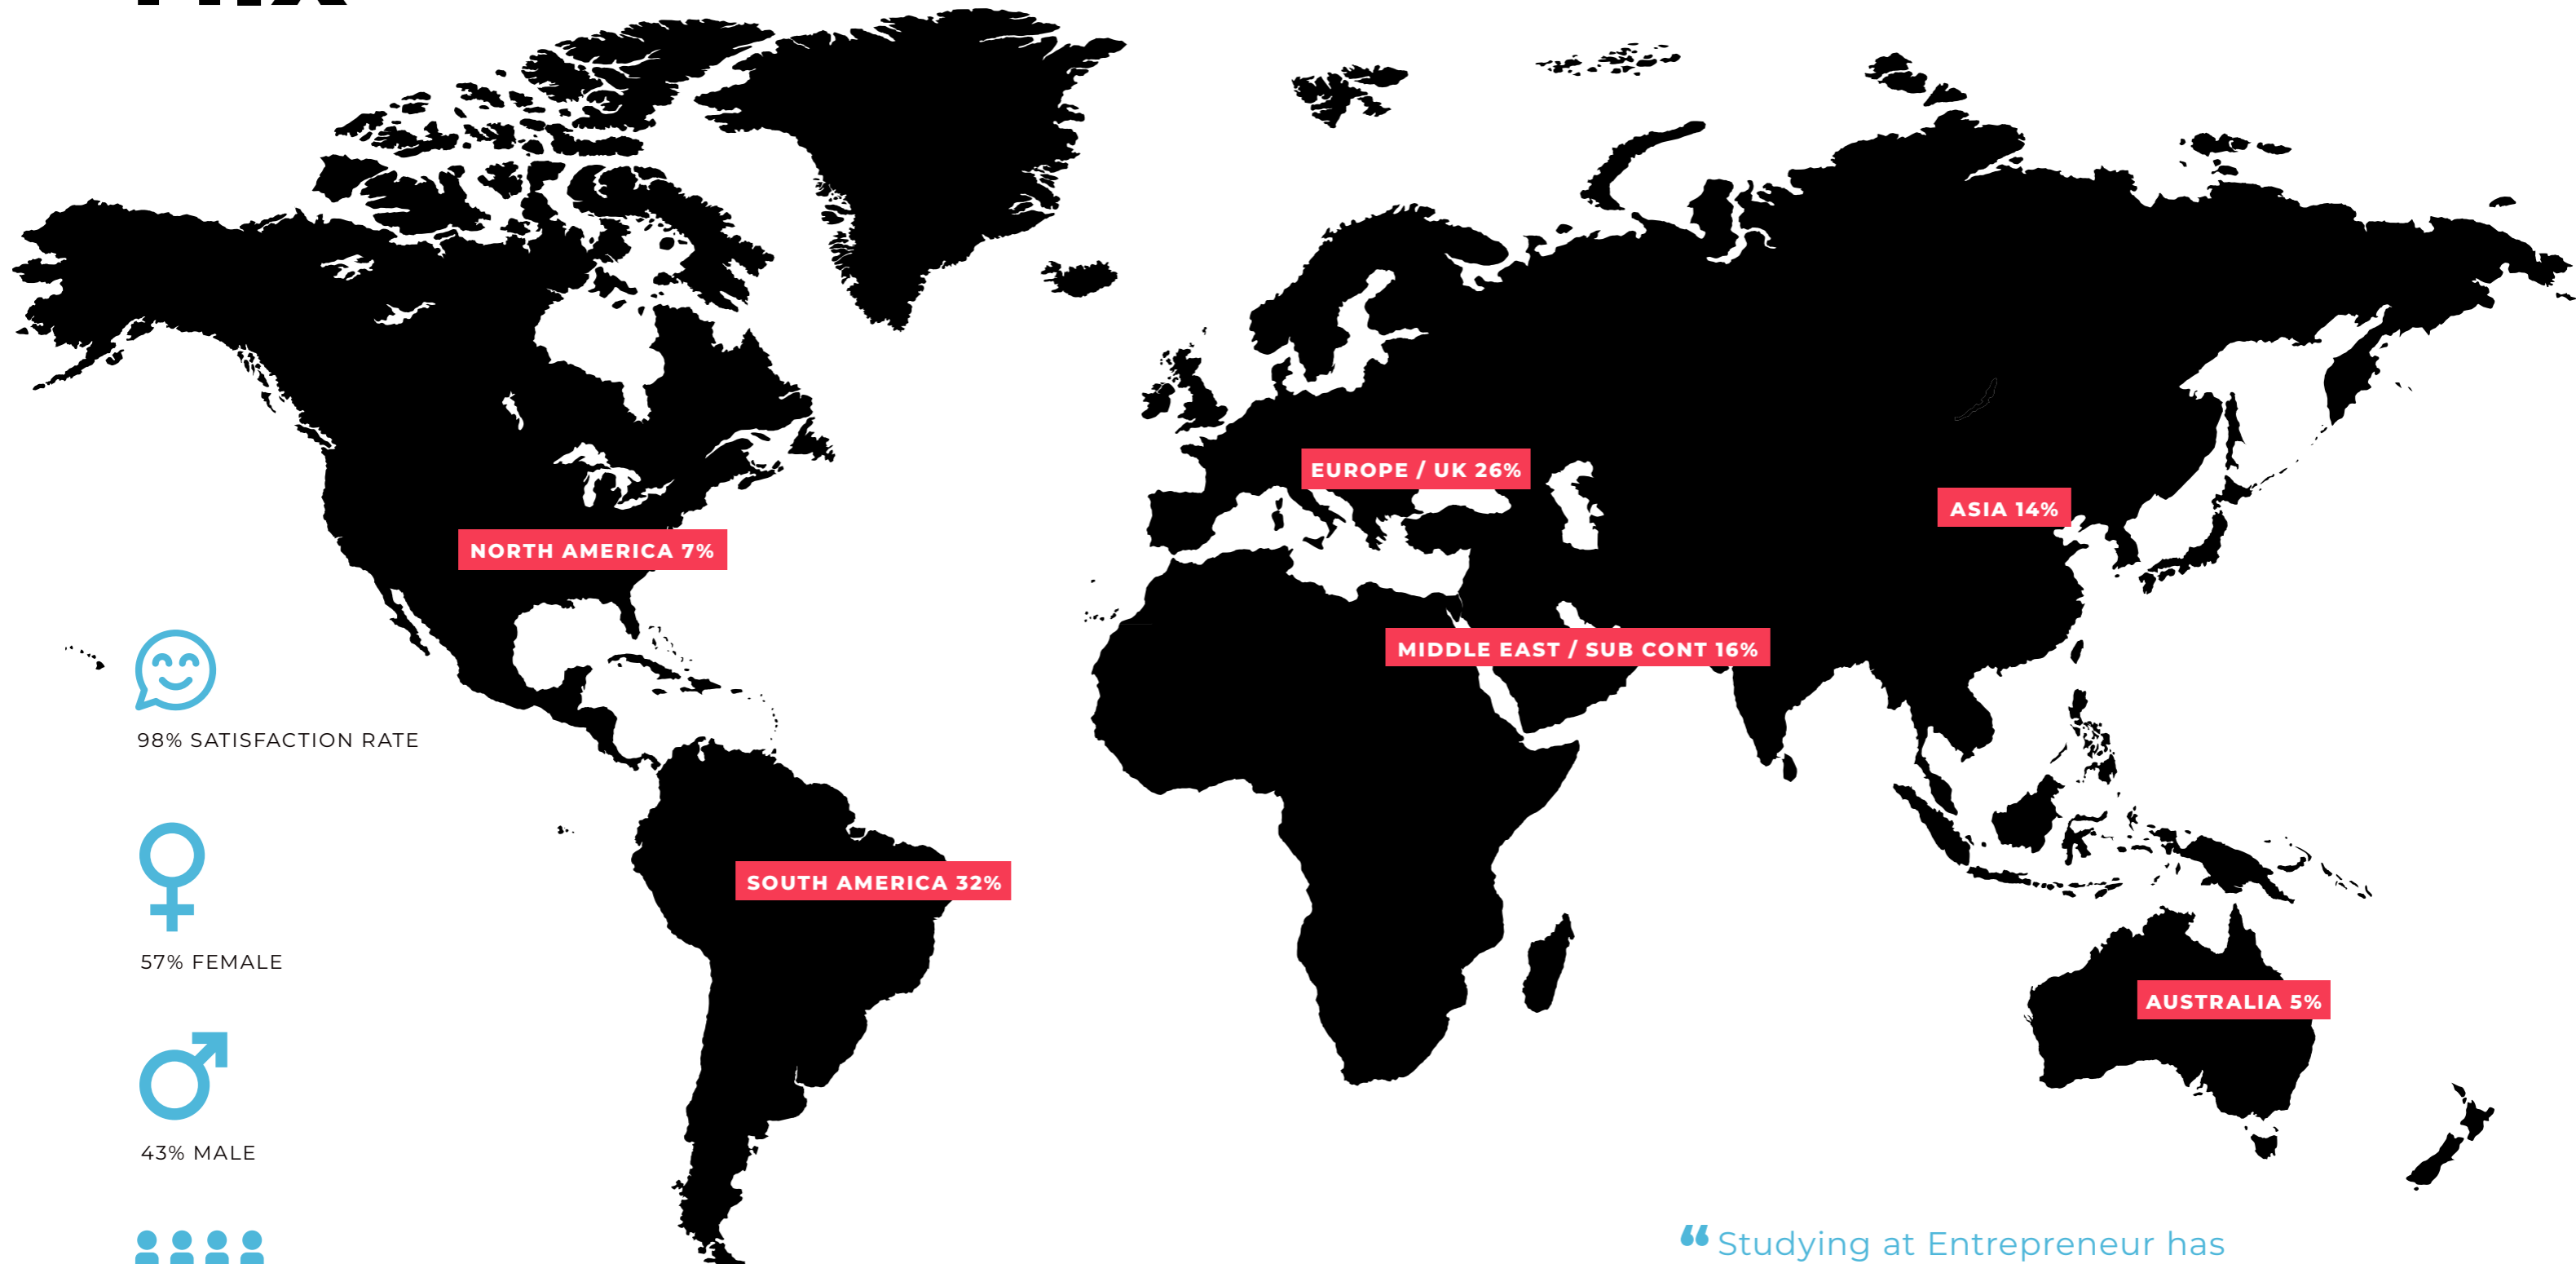 EUROPE / UK 26%
ASIA 14%
NORTH AMERICA 7%
MIDDLE EAST / SUB CONT 16%
98% SATISFACTION RATE
SOUTH AMERICA 32%
57% FEMALE
AUSTRALIA 5%
43% MALE
“ Studying at Entrepreneur has